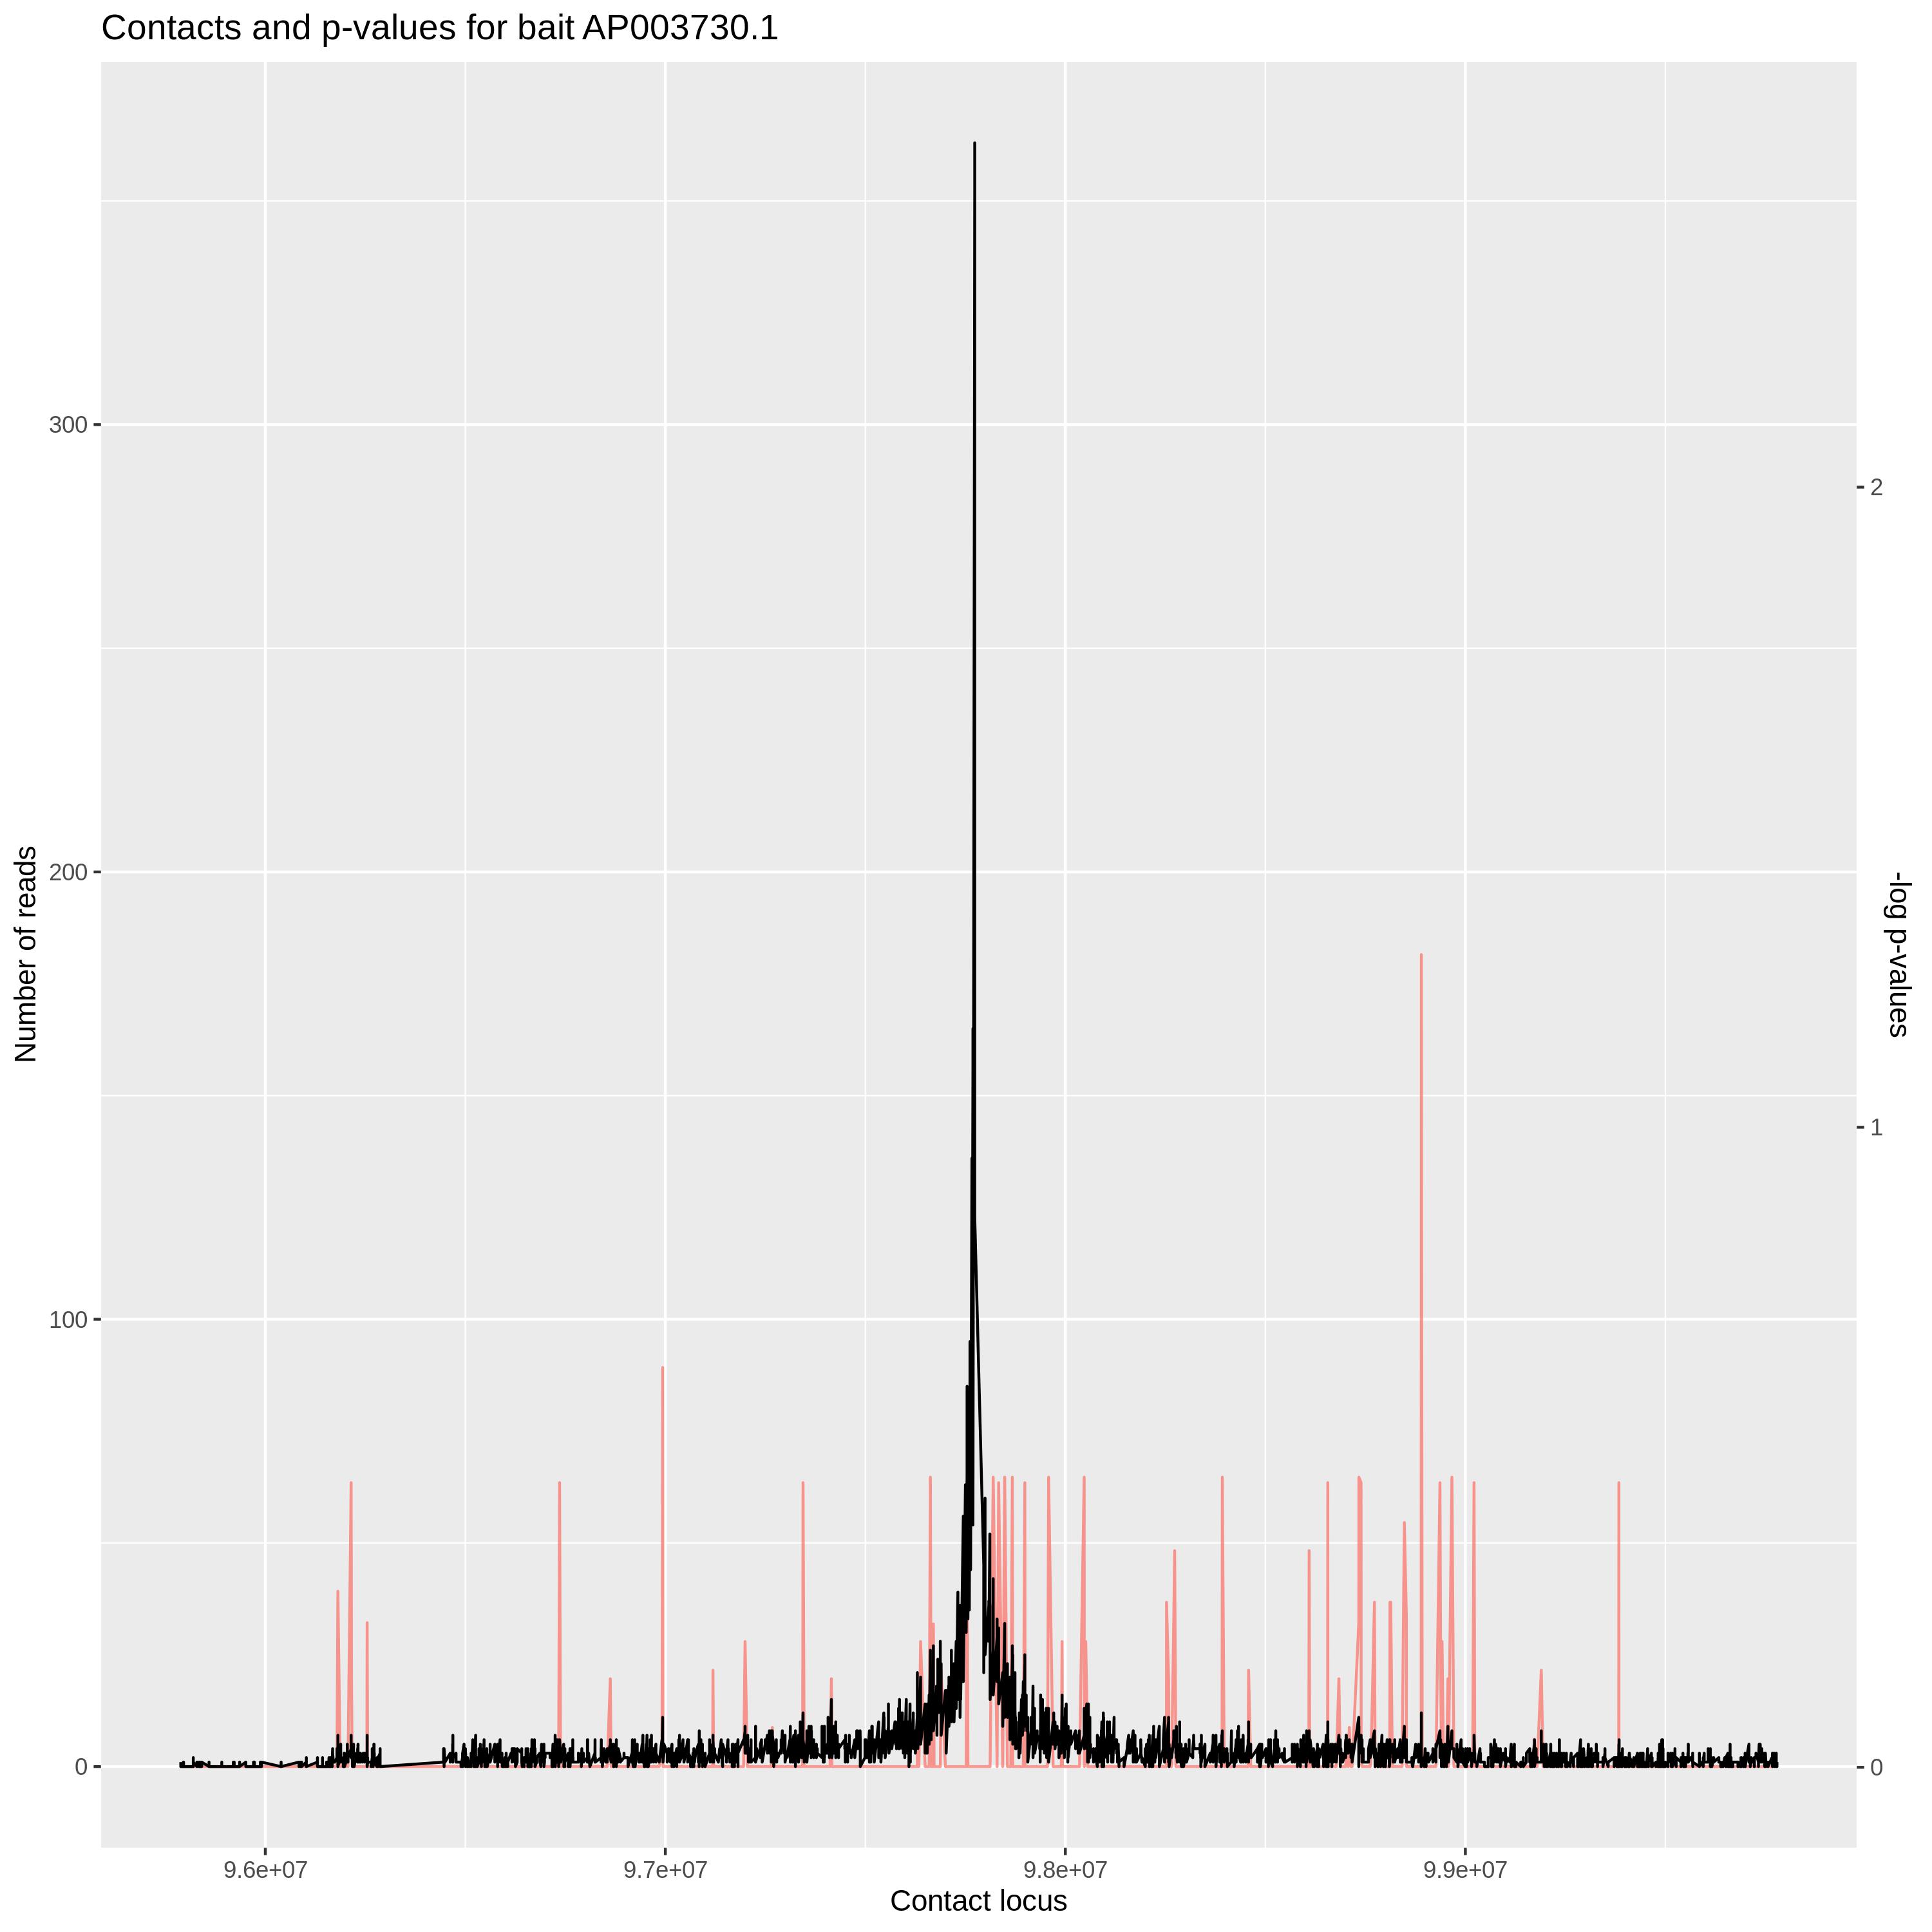 Contacts and p-values for bait AP003730.1
300
200
100
0
2
1
0
Number of reads
-log p-values
9.6e+07 9.7e+07 9.8e+07 9.9e+07
Contact locus